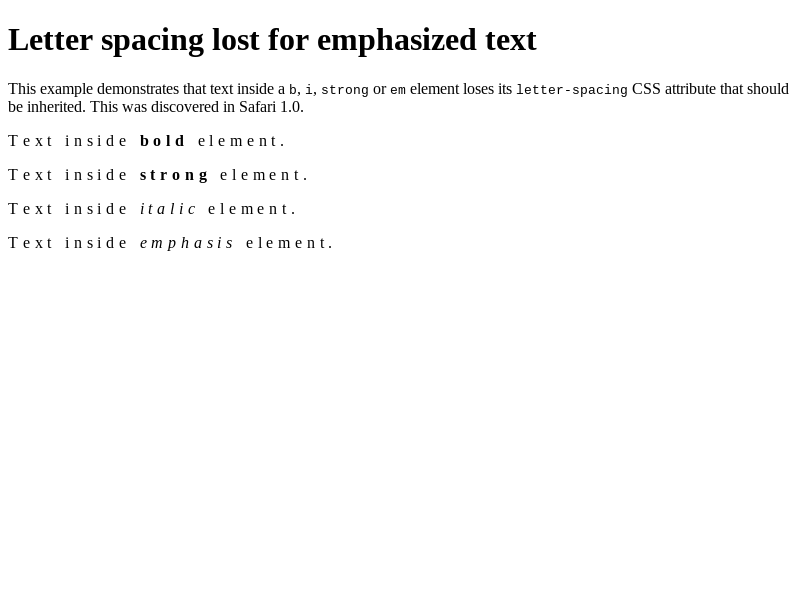 Letter spacing lost for emphasized text
This example demonstrates that text inside a b, i, strong or em element loses its letter-spacing CSS attribute that should
be inherited. This was discovered in Safari 1.0.
Text inside bold element.
Text inside strong element.
Text inside italic element.
Text inside emphasis element.